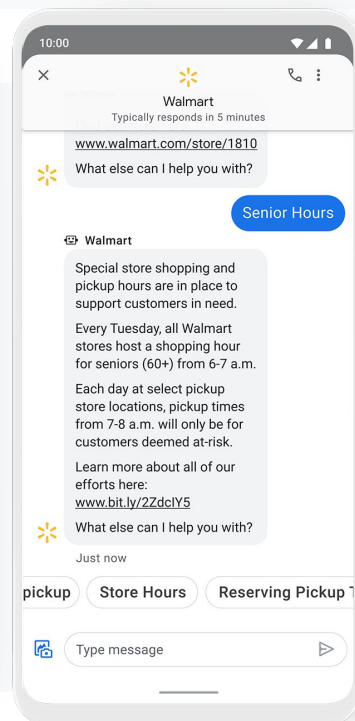 10:00
Walmart
Typically responds in 5 minutes
www.walmart.com/store/1810
What else can I help you with?
Senior Hours
Walmart
Special store shopping and
pickup hours are in place to
support customers in need.
Every Tuesday, all Walmart
stores host a shopping hour
for seniors (60+) from 6-7 a.m.
Each day at select pickup
store locations, pickup times
from 7-8 a.m. will only be for
customers deemed at-risk.
Learn more about all of our
efforts here:
www.bit.ly/2ZdcIY5
What else can I help you with?
Just now
pickup
Store Hours
Reserving Pickup
Type message